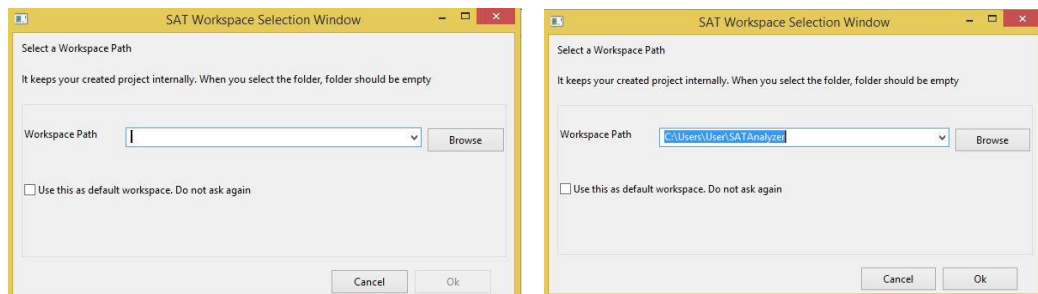 SAT Workspace Selection Window
Select a Workspace Path
It keeps your created project internally. When you select the folder, folder should be empty
Workspace Path
Browse
Use this as default workspace. Do not ask again
Cancel
Ok
SAT Workspace Selection Window
Select a Workspace Path
It keeps your created project internally. When you select the folder, folder should be empty
Workspace Path
C:\Users\User\SATAnalyzer
Browse
Use this as default workspace. Do not ask again
Cancel
Ok